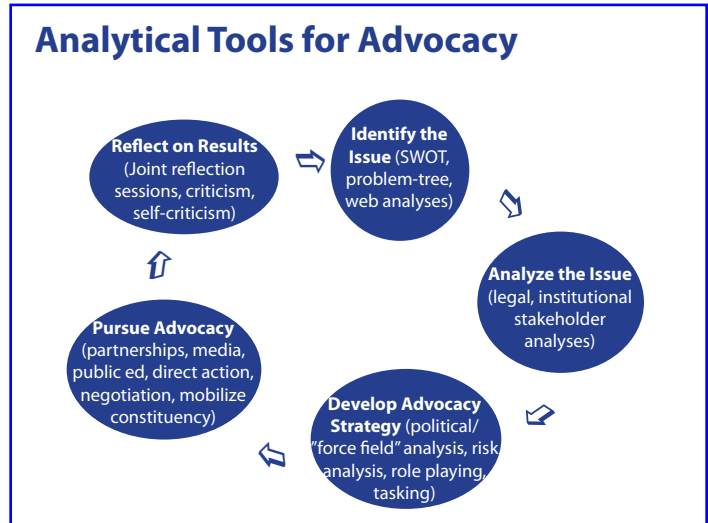 Analytical Tools for Advocacy
Reflect on Results
(Joint reflection
sessions, criticism,
self-criticism)
Identify the
Issue (SWOT,
problem-tree,
web analyses)
Analyze the Issue
(legal, institutional
stakeholder
analyses)
Develop Advocacy
Strategy (political/
"force field" analysis, risk
analysis, role playing,
tasking)
Pursue Advocacy
(partnerships, media,
public ed, direct action,
negotiation, mobilize
constituency)